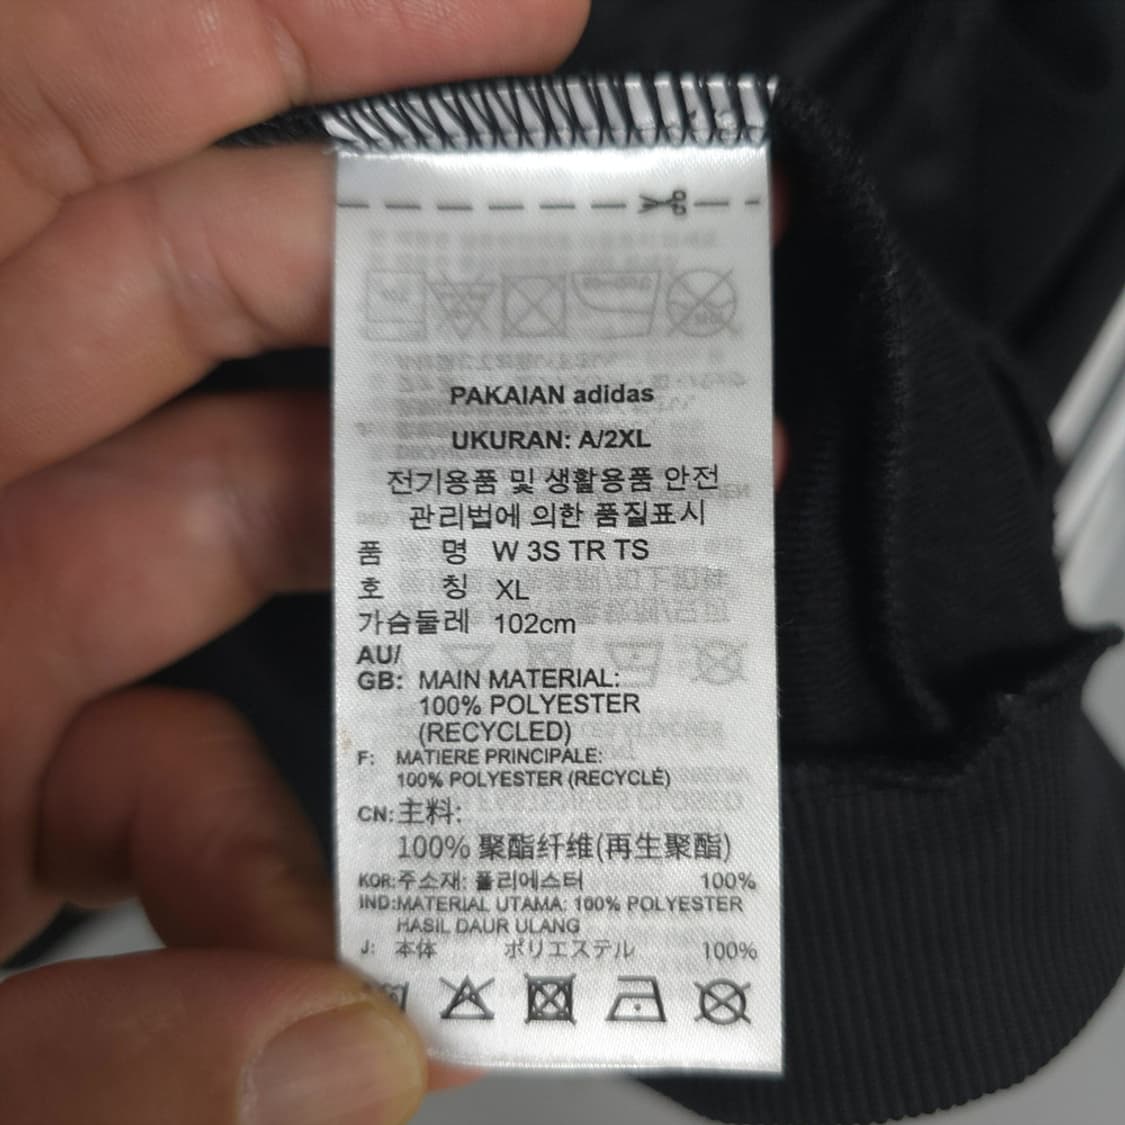 PAKAIAN adidas
UKURAN: A/2XL
전기용품 및 생활용품 안전
관리법에 의한 품질표시
품 명 W 3S TR TS
호 칭 XL
가슴둘레 102cm
AU/
GB: MAIN MATERIAL:
100% POLYESTER
(RECYCLED)
F: MATIERE PRINCIPALE:
100% POLYESTER (RECYCLÉ)
CN:主料:
100% 聚酯纤维(再生聚酯)
KOR:주소재: 폴리에스터 100%
IND:MATERIAL UTAMA: 100% POLYESTER
HASIL DAUR ULANG
J: 本体 ポリエステル 100%